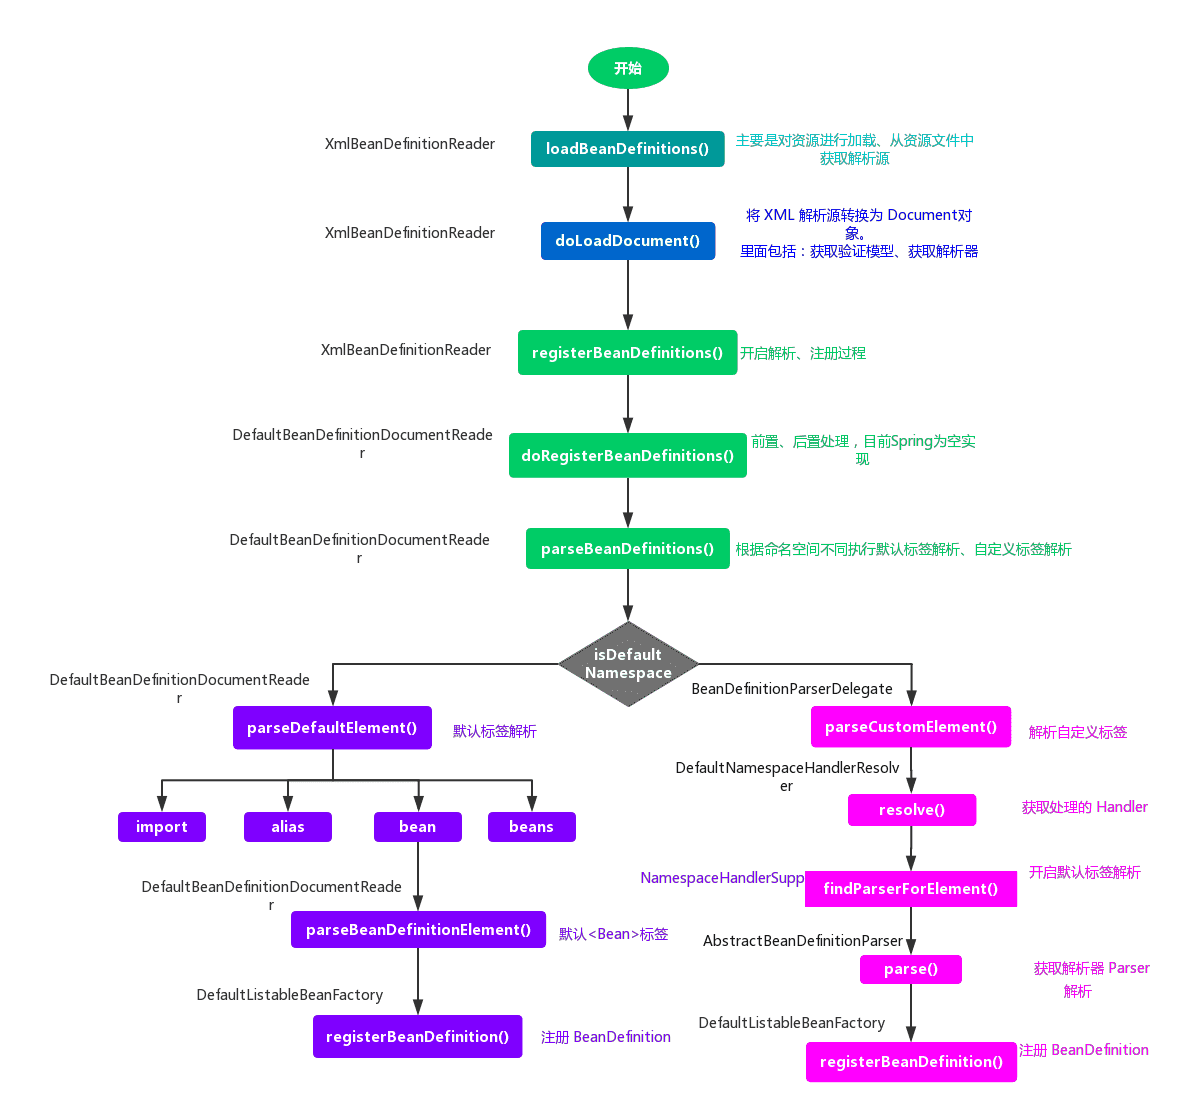 开始
XmlBeanDefinitionReader
loadBeanDefinitions()
主要是对资源进行加载、从资源文件中
获取解析源
XmlBeanDefinitionReader
doLoadDocument()
将 XML 解析源转换为 Document对
象。
里面包括：获取验证模型、获取解析器
XmlBeanDefinitionReader
registerBeanDefinitions()
开启解析、注册过程
DefaultBeanDefinitionDocumentReade
r
doRegisterBeanDefinitions()
前置、后置处理，目前Spring为空实
现
DefaultBeanDefinitionDocumentReade
r
parseBeanDefinitions()
根据命名空间不同执行默认标签解析、自定义标签解析
isDefault
Namespace
DefaultBeanDefinitionDocumentReade
r
parseDefaultElement()
默认标签解析
import
alias
bean
beans
DefaultBeanDefinitionDocumentReade
r
parseBeanDefinitionElement()
默认<Bean>标签
DefaultListableBeanFactory
registerBeanDefinition()
注册 BeanDefinition
BeanDefinitionParserDelegate
parseCustomElement()
解析自定义标签
DefaultNamespaceHandlerResolv
er
resolve()
获取处理的 Handler
NamespaceHandlerSupp
findParserForElement()
开启默认标签解析
AbstractBeanDefinitionParser
parse()
获取解析器 Parser
解析
DefaultListableBeanFactory
registerBeanDefinition()
注册 BeanDefinition